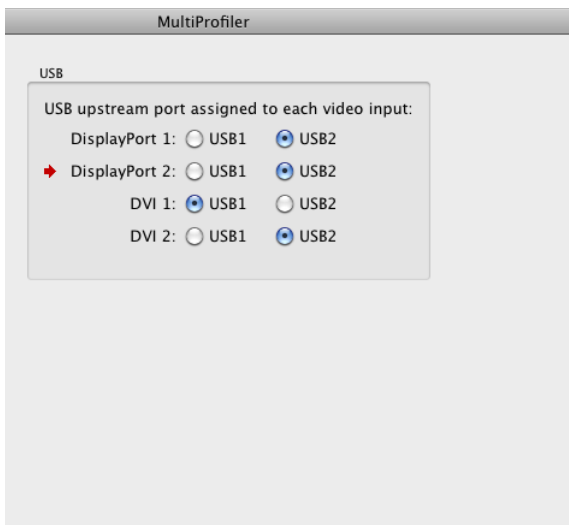 MultiProfiler
USB
USB upstream port assigned to each video input:
DisplayPort 1: USB1 USB2
DisplayPort 2: USB1 USB2
DVI 1: USB1 USB2
DVI 2: USB1 USB2